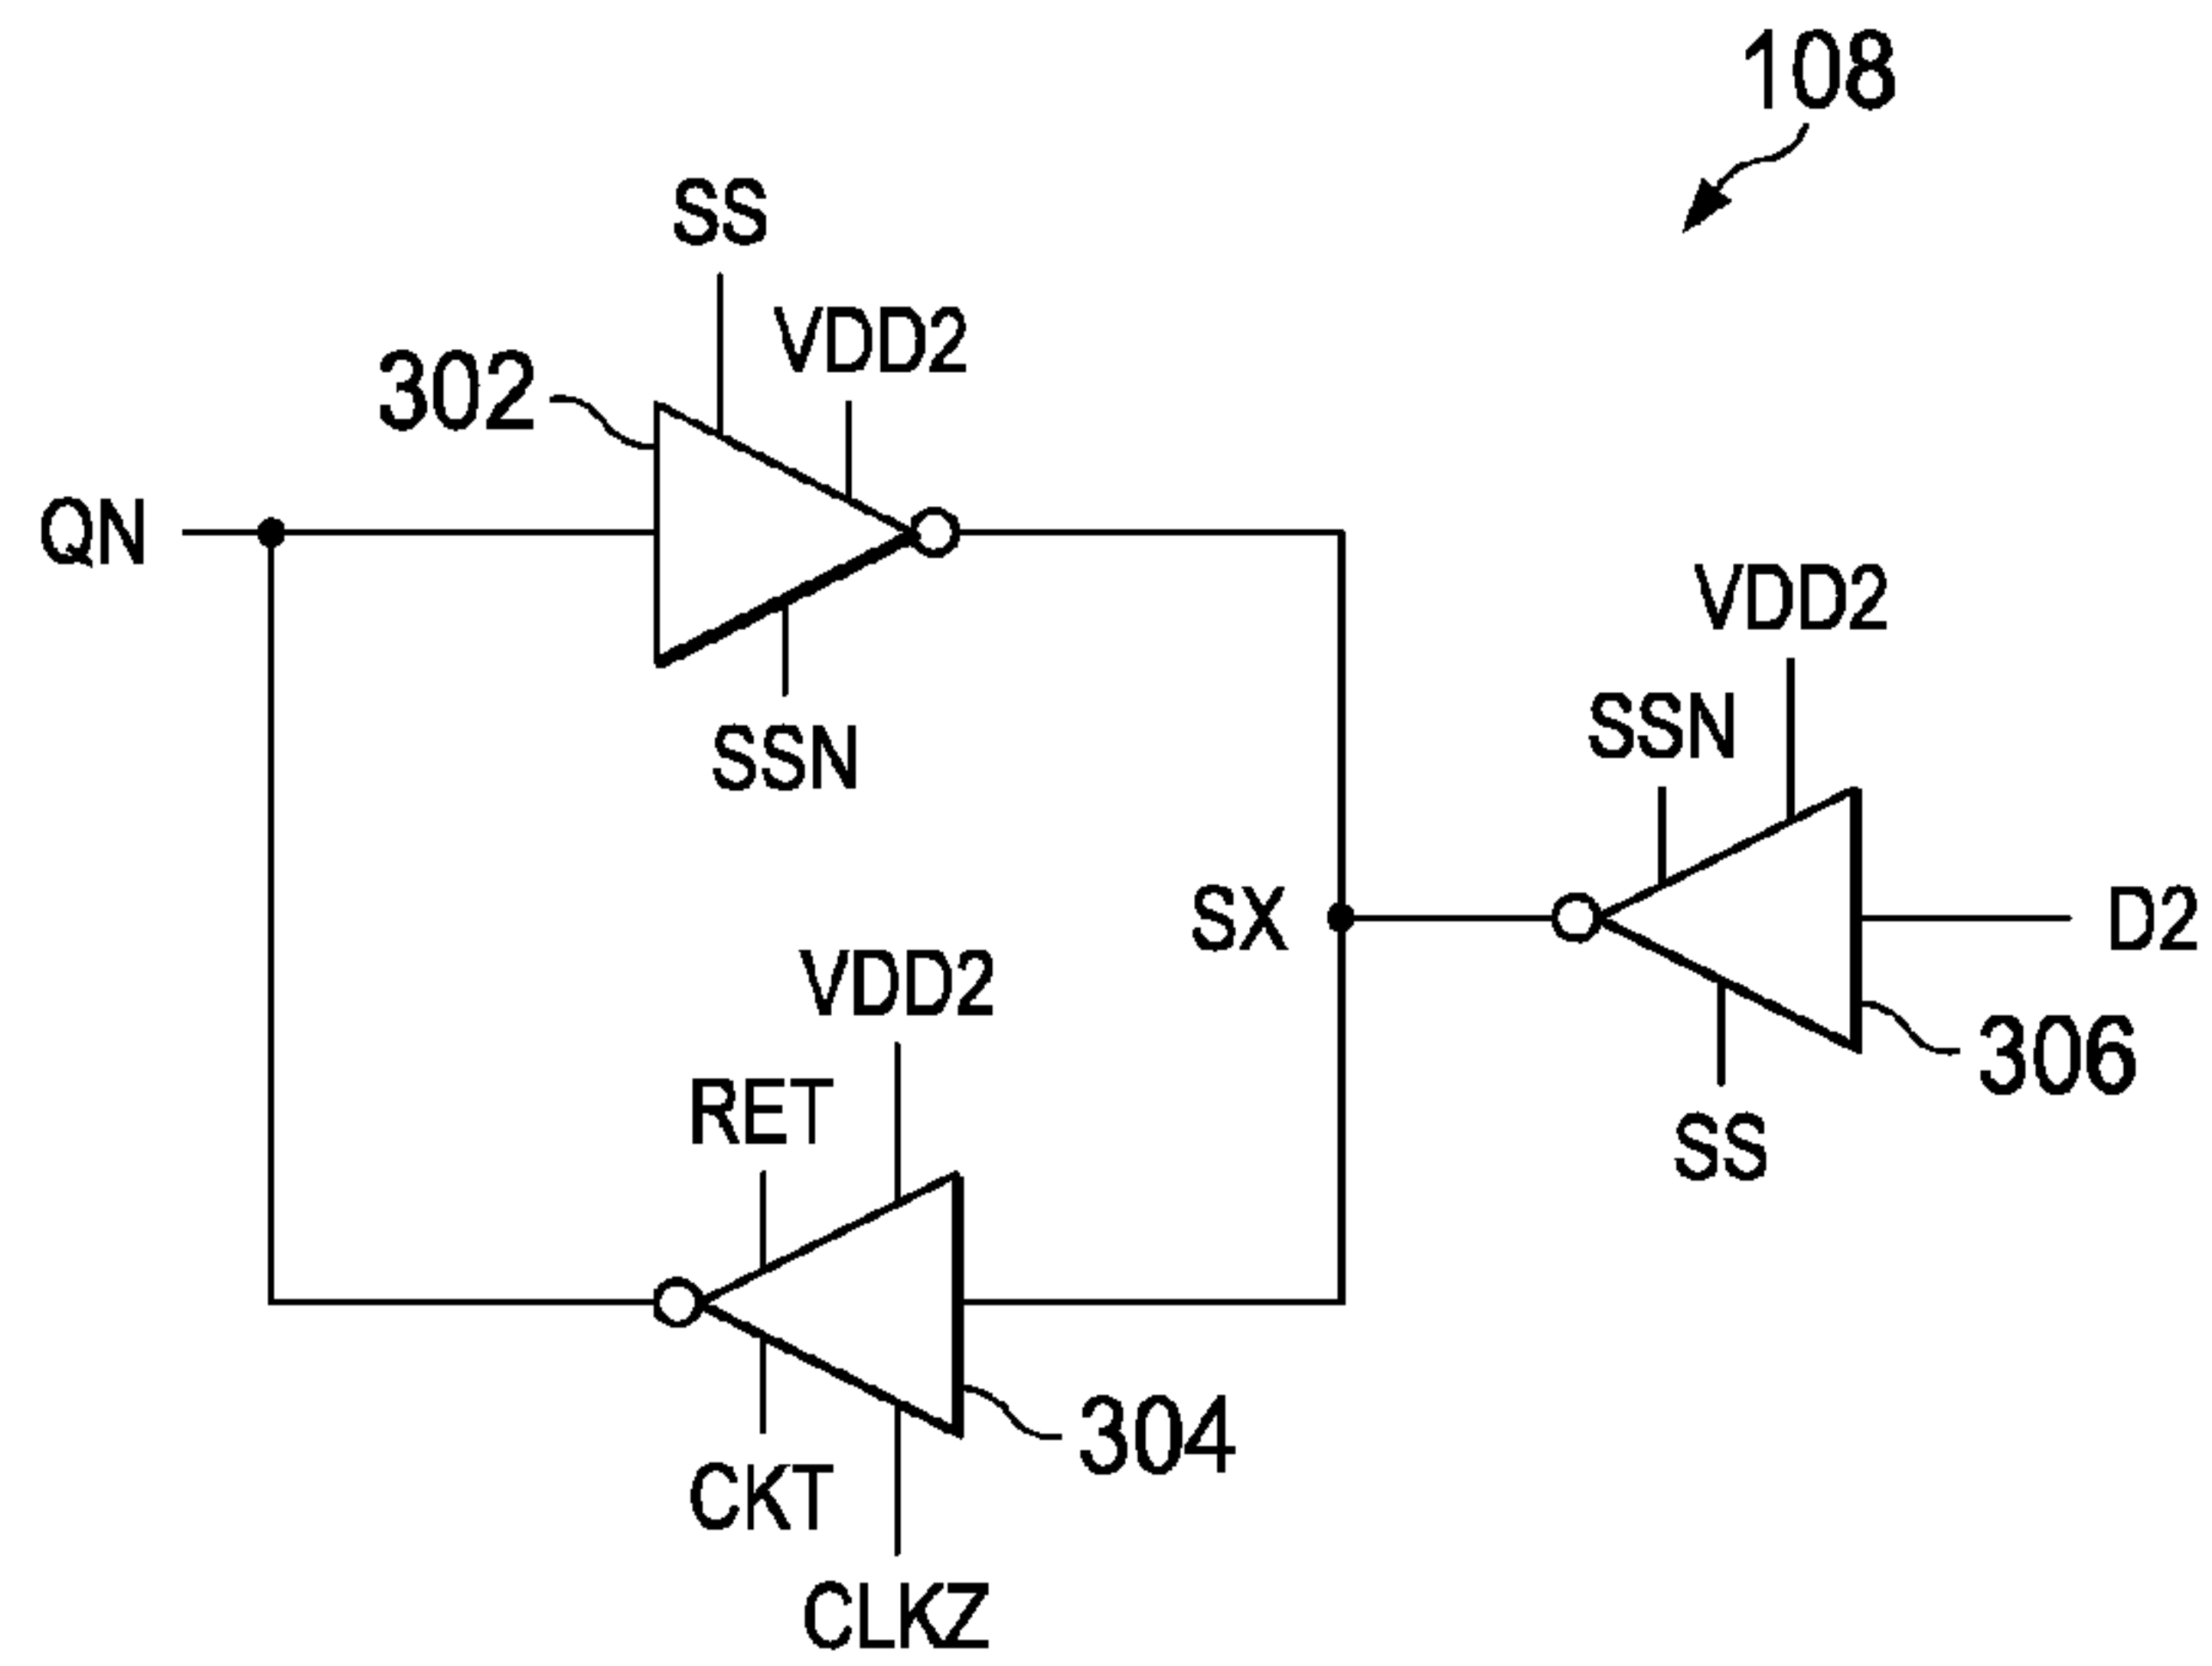 108
SS
VDD2
302
QN
SSN
VDD2
SSN
SX
D2
VDD2
306
RET
SS
304
CKT
CLKZ